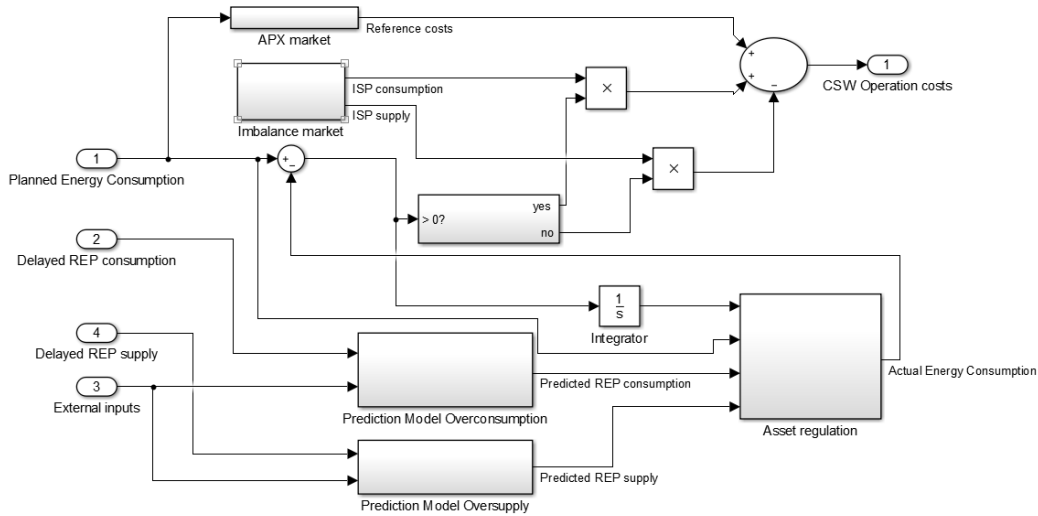 APX market
Reference costs
+
+
−
1
CSW Operation costs
ISP consumption
×
ISP supply
Imbalance market
1
Planned Energy Consumption
+
−
×
> 0?
yes
no
2
Delayed REP consumption
1
s
Integrator
4
Delayed REP supply
3
External inputs
Prediction Model Overconsumption
Predicted REP consumption
Actual Energy Consumption
Asset regulation
Prediction Model Oversupply
Predicted REP supply